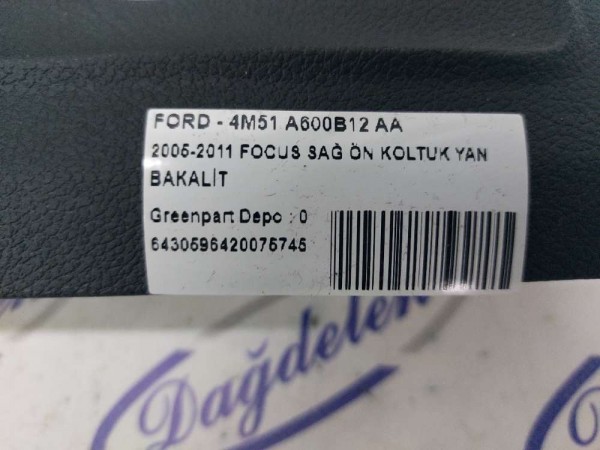 FORD - 4M51 A600B12 AA
2005-2011 FOCUS SAĞ ÖN KOLTUK YAN
BAKALİT
Greenpart Depo : 0
6430596420075745
Dağdelen